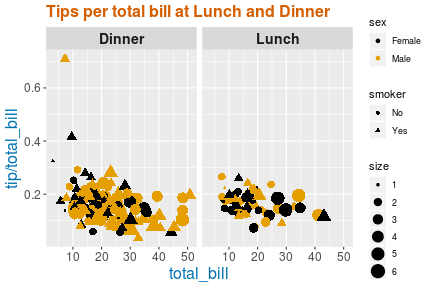 Tips per total bill at Lunch and Dinner
Dinner
Lunch
tip/total_bill
0.6
0.4
0.2
10 20 30 40 50
10 20 30 40 50
total_bill
sex
Female
Male
smoker
No
Yes
size
1
2
3
4
5
6